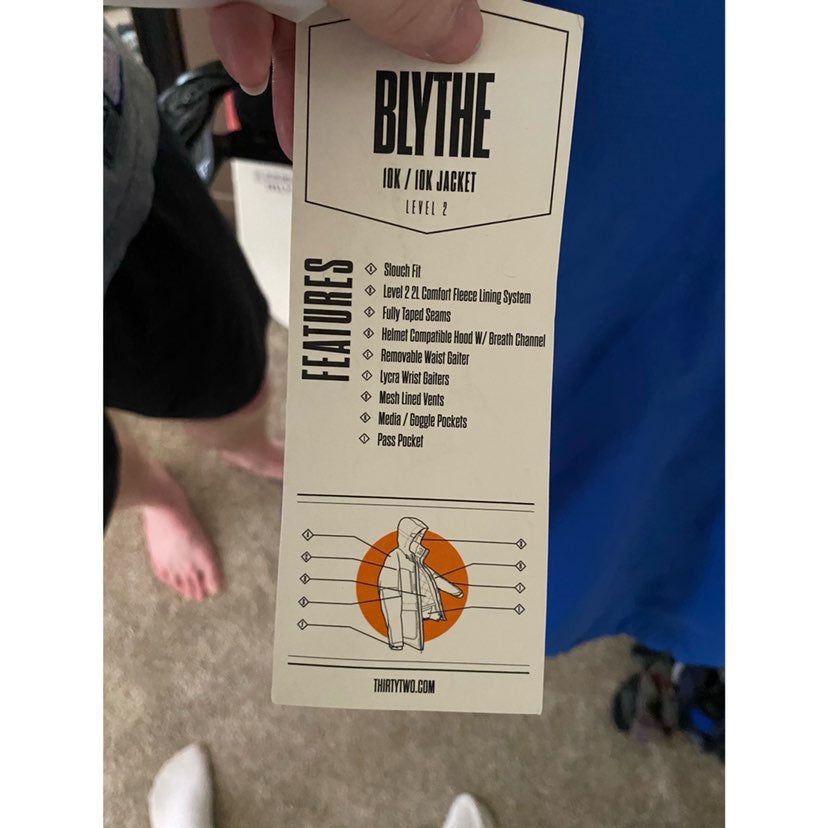 BLYTHE
10K / 10K JACKET
LEVEL 2
FEATURES
A Slouch Fit
B Level 2 2L Comfort Fleece Lining System
C Fully Taped Seams
D Helmet Compatible Hood W/ Breath Channel
E Removable Waist Gaiter
F Lycra Wrist Gaiters
G Mesh Lined Vents
H Media / Goggle Pockets
I Pass Pocket
THIRTYTWO.COM